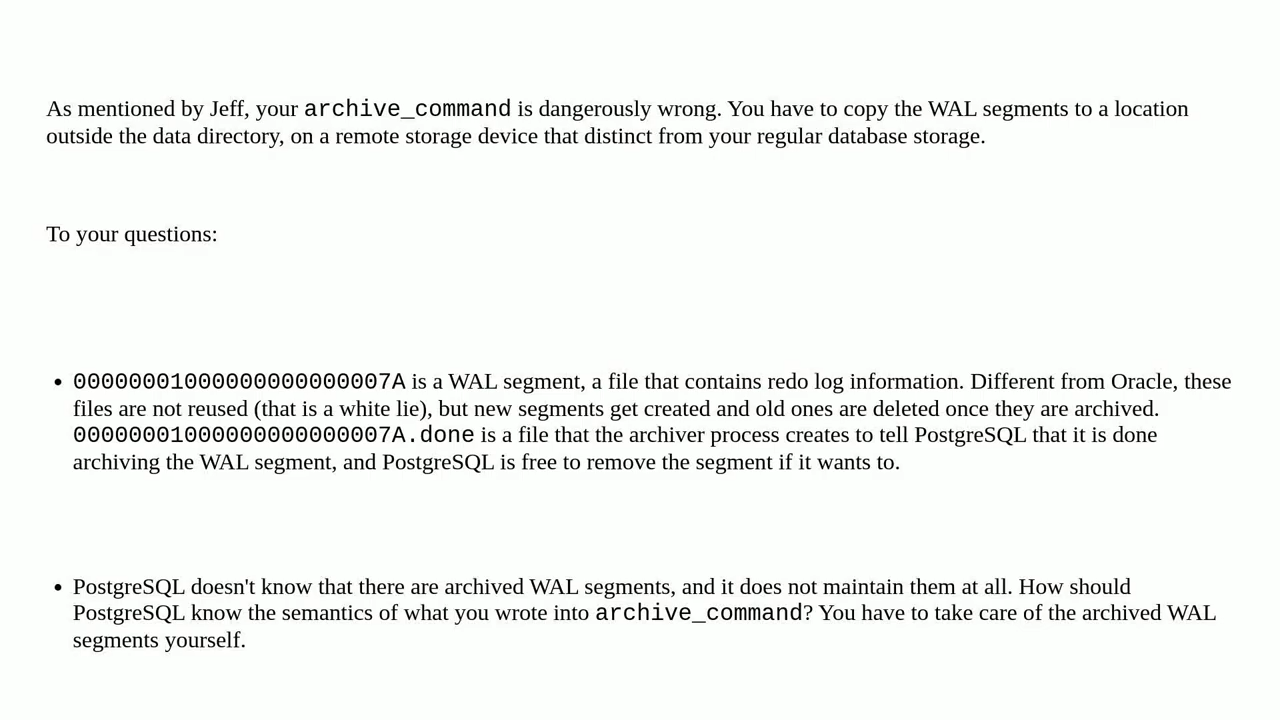 As mentioned by Jeff, your archive_command is dangerously wrong. You have to copy the WAL segments to a location
outside the data directory, on a remote storage device that distinct from your regular database storage.
To your questions:
• 00000001000000000000007A is a WAL segment, a file that contains redo log information. Different from Oracle, these
files are not reused (that is a white lie), but new segments get created and old ones are deleted once they are archived.
00000001000000000000007A.done is a file that the archiver process creates to tell PostgreSQL that it is done
archiving the WAL segment, and PostgreSQL is free to remove the segment if it wants to.
• PostgreSQL doesn't know that there are archived WAL segments, and it does not maintain them at all. How should
PostgreSQL know the semantics of what you wrote into archive_command? You have to take care of the archived WAL
segments yourself.